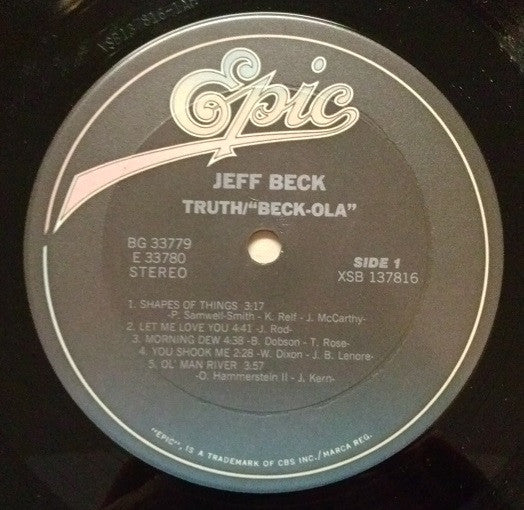 Epic
JEFF BECK
TRUTH/"BECK-OLA"
BG 33779
E 33780
STEREO
SIDE 1
XSB 137816
1. SHAPES OF THINGS 3:17
-P. Samwell-Smith - K. Relf - J. McCarthy-
2. LET ME LOVE YOU 4:41 -J. Rod-
3. MORNING DEW 4:38 -B. Dobson - T. Rose-
4. YOU SHOOK ME 2:28 -W. Dixon - J. B. Lenore-
5. OL' MAN RIVER 3:57
-O. Hammerstein II - J. Kern-
"EPIC", IS A TRADEMARK OF CBS INC./MARCA REG.